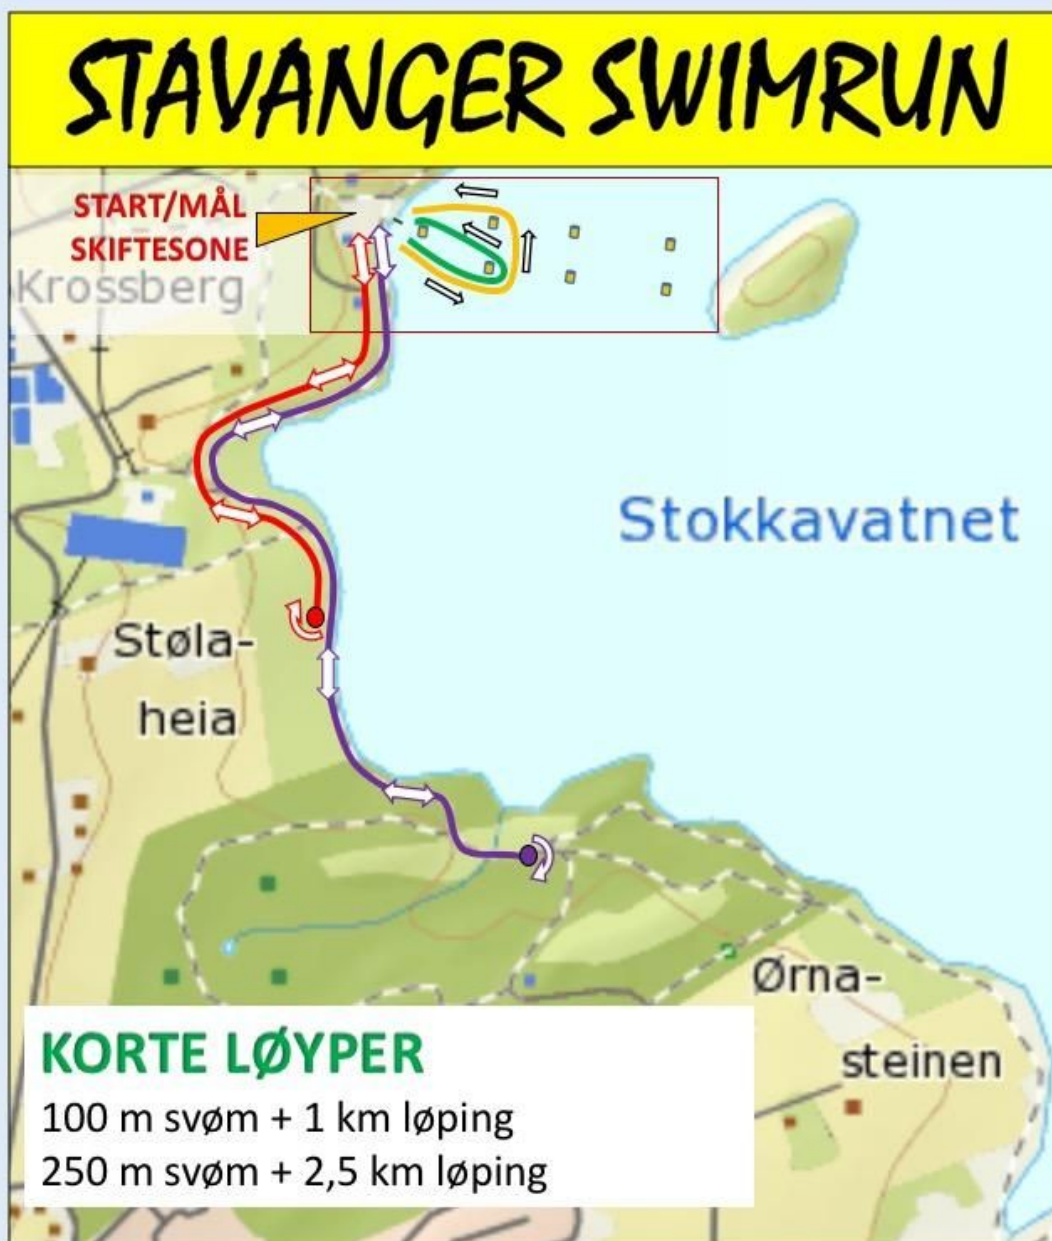 STAVANGER SWIMRUN
START/MÅL
SKIFTESONE
Krossberg
Stokkavatnet
Støla-
heia
Ørna-
steinen
KORTE LØYPER
100 m svøm + 1 km løping
250 m svøm + 2,5 km løping